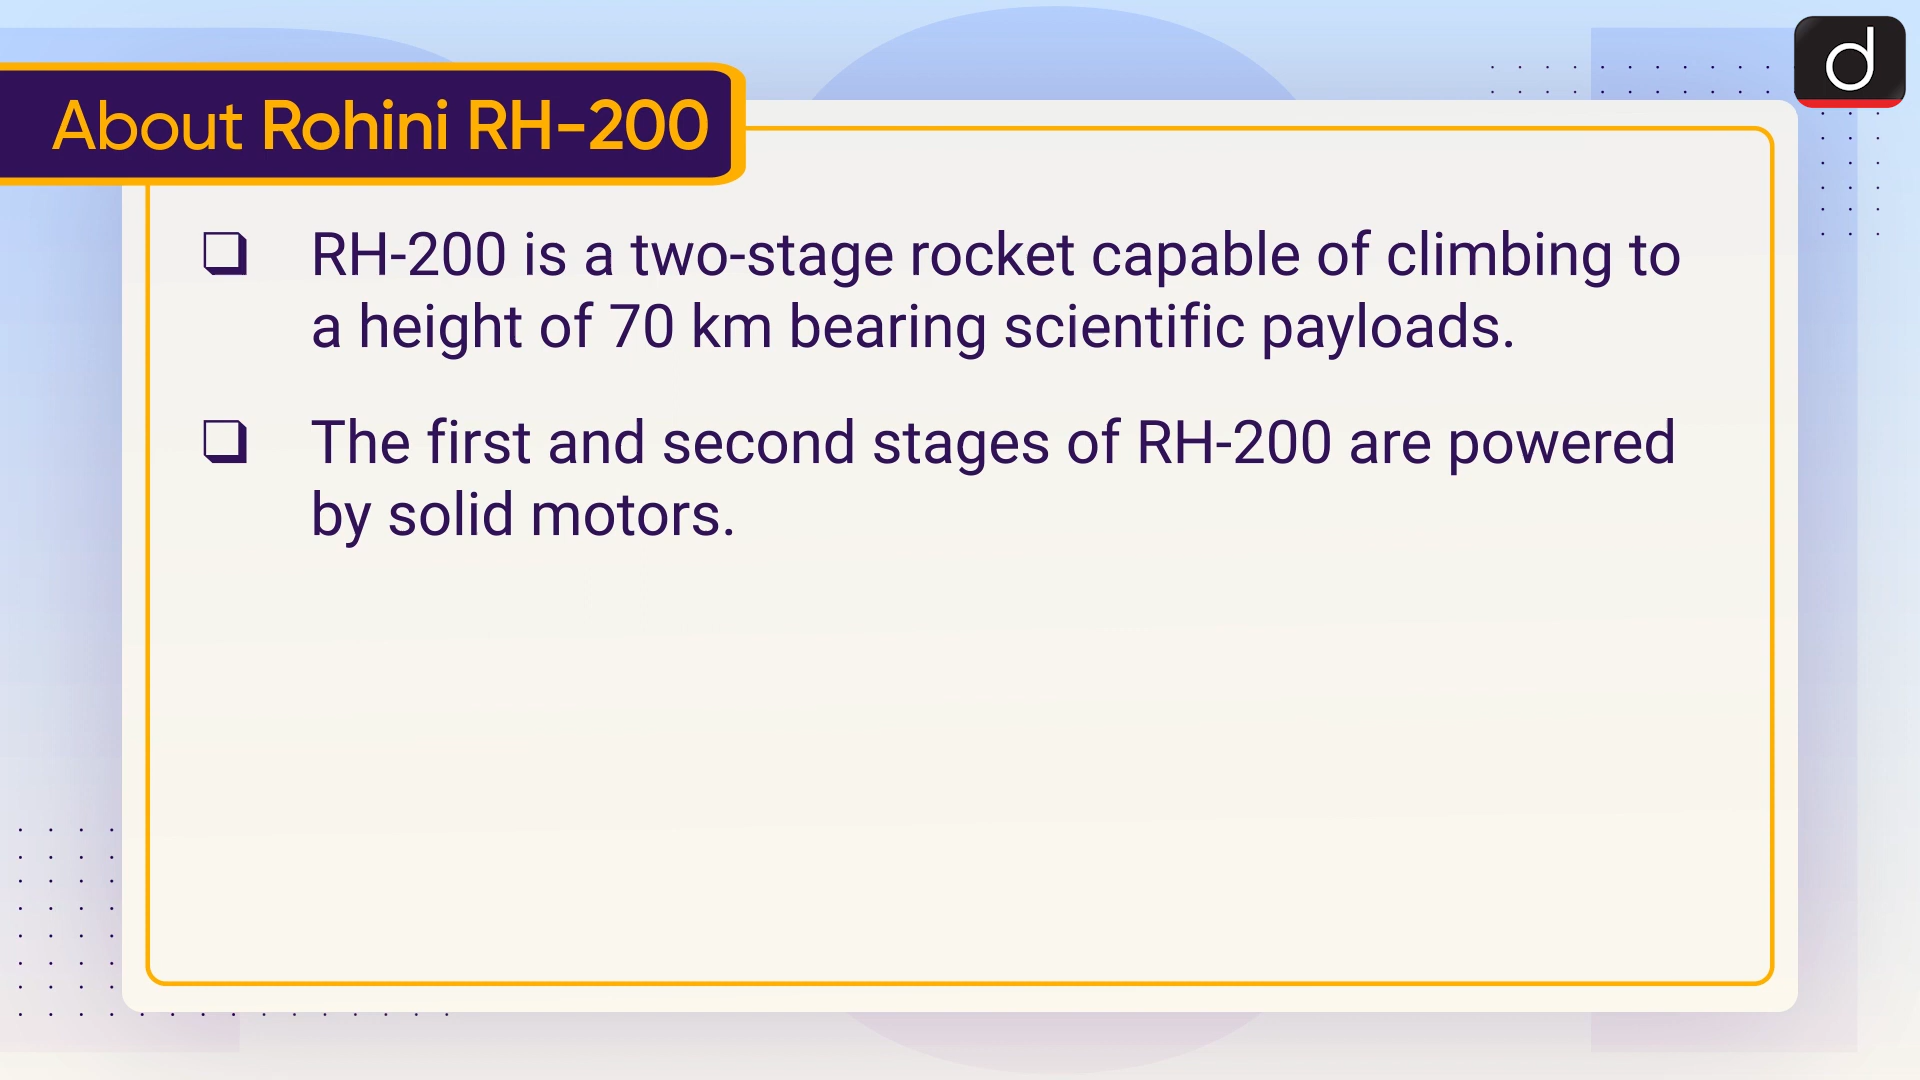 About Rohini RH-200
d
RH-200 is a two-stage rocket capable of climbing to
a height of 70 km bearing scientific payloads.
The first and second stages of RH-200 are powered
by solid motors.